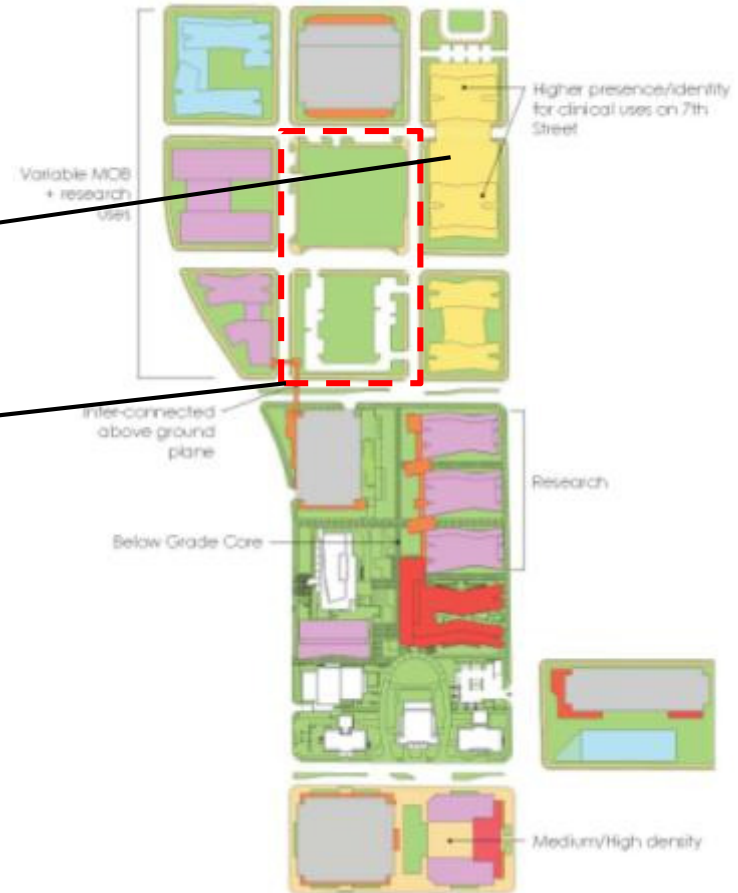 Higher presence/identity
for clinical uses on 7th
Street
Variable MOB
+ research
uses
Inter-connected
above ground
plane
Research
Below Grade Core
Medium/High density